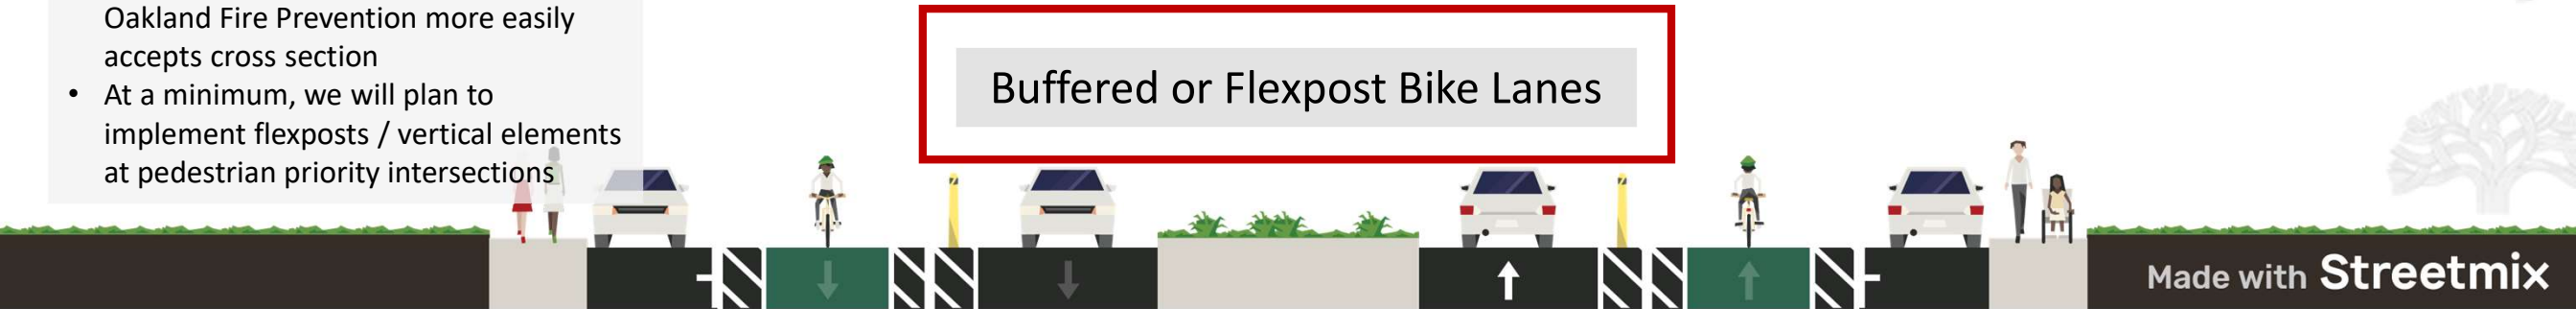 Oakland Fire Prevention more easily
accepts cross section
• At a minimum, we will plan to
implement flexposts / vertical elements
at pedestrian priority intersections
Buffered or Flexpost Bike Lanes
Made with Streetmix